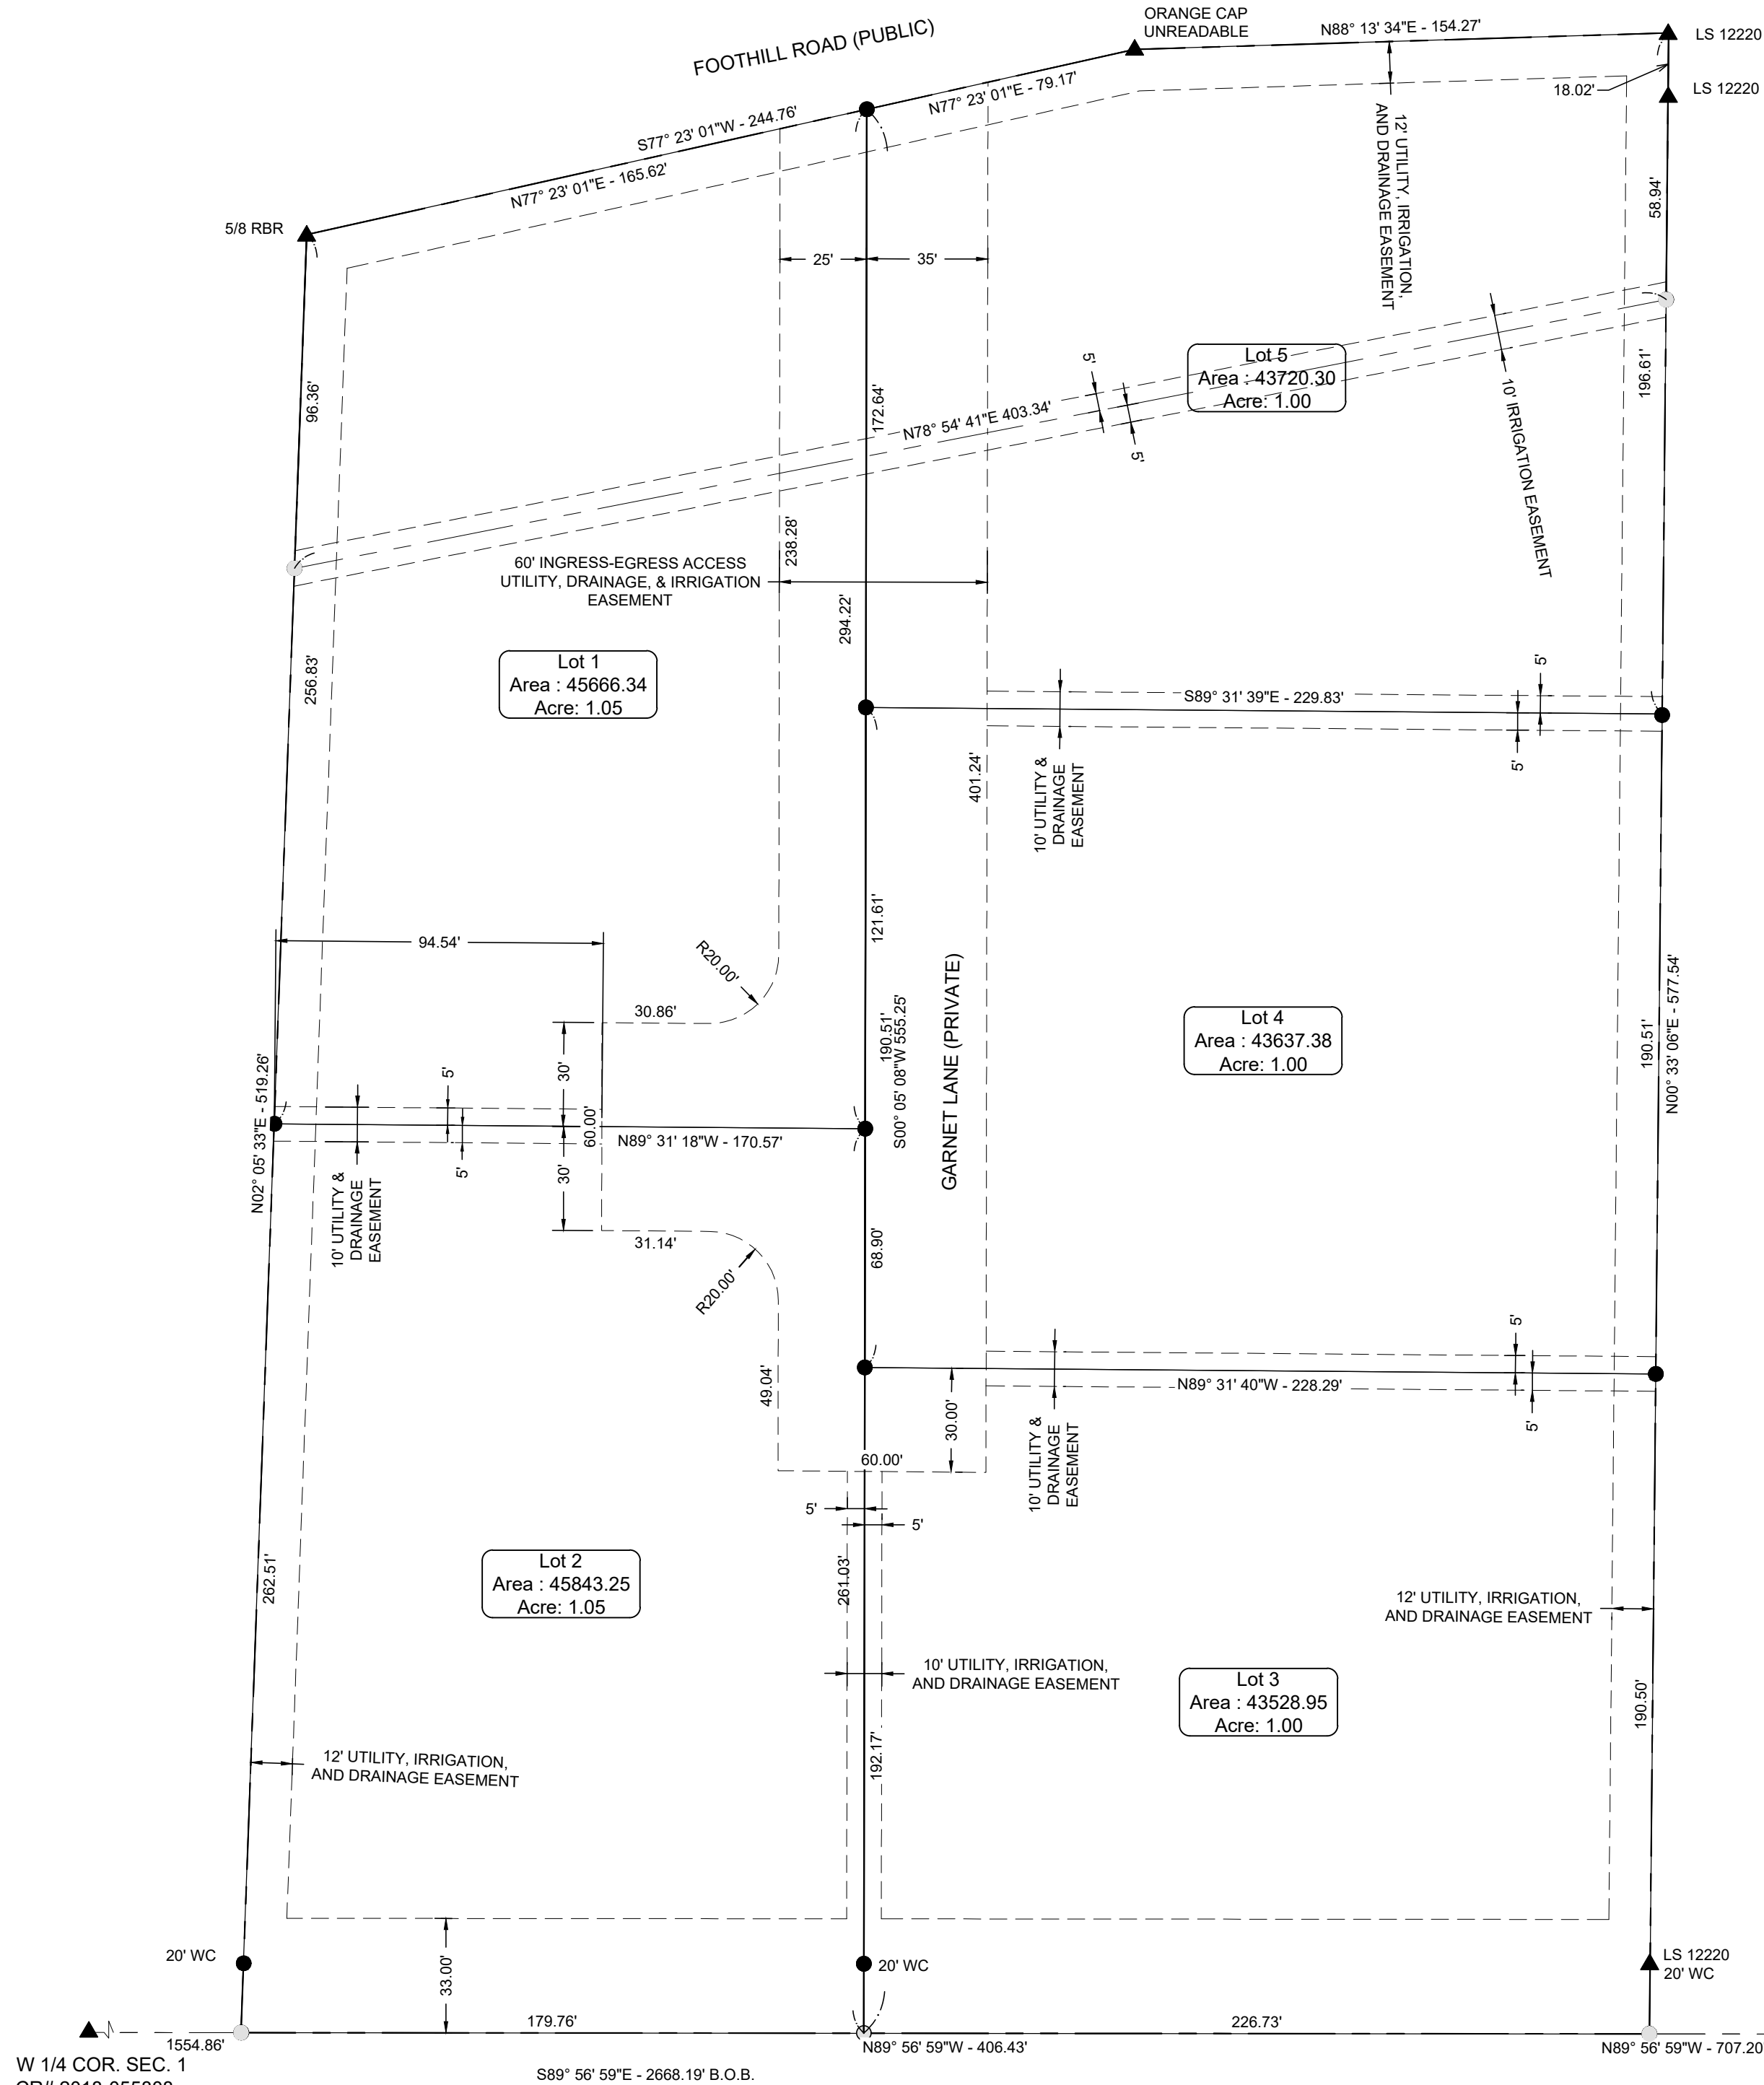 ORANGE CAP
UNREADABLE
N88° 13' 34"E - 154.27'
LS 12220
FOOTHILL ROAD (PUBLIC)
N77° 23' 01"E - 79.17'
18.02'
LS 12220
S77° 23' 01"W - 244.76'
N77° 23' 01"E - 165.62'
12' UTILITY, IRRIGATION,
AND DRAINAGE EASEMENT
58.94'
5/8 RBR
25'
35'
96.36'
172.64'
5'
Lot 5
Area : 43720.30
Acre: 1.00
196.61'
N78° 54' 41"E 403.34'
5'
10' IRRIGATION EASEMENT
238.28'
60' INGRESS-EGRESS ACCESS
UTILITY, DRAINAGE, & IRRIGATION
EASEMENT
294.22'
256.83'
Lot 1
Area : 45666.34
Acre: 1.05
S89° 31' 39"E - 229.83'
5'
5'
401.24'
10' UTILITY &
DRAINAGE
EASEMENT
121.61'
94.54'
R20.00'
30.86'
190.51'
S00° 05' 08"W 555.25'
GARNET LANE (PRIVATE)
Lot 4
Area : 43637.38
Acre: 1.00
190.51'
N00° 33' 06"E - 577.54'
N02° 05' 33"E - 519.26'
30'
5'
60.00'
N89° 31' 18"W - 170.57'
5'
30'
10' UTILITY &
DRAINAGE
EASEMENT
31.14'
68.90'
R20.00'
49.04'
5'
N89° 31' 40"W - 228.29'
5'
30.00'
60.00'
10' UTILITY &
DRAINAGE
EASEMENT
5'
5'
262.51'
Lot 2
Area : 45843.25
Acre: 1.05
261.03'
12' UTILITY, IRRIGATION,
AND DRAINAGE EASEMENT
10' UTILITY, IRRIGATION,
AND DRAINAGE EASEMENT
Lot 3
Area : 43528.95
Acre: 1.00
190.50'
192.17'
12' UTILITY, IRRIGATION,
AND DRAINAGE EASEMENT
20' WC
33.00'
20' WC
LS 12220
20' WC
179.76'
226.73'
1554.86'
N89° 56' 59"W - 406.43'
N89° 56' 59"W - 707.20
W 1/4 COR. SEC. 1
S89° 56' 59"E - 2668.19' B.O.B.